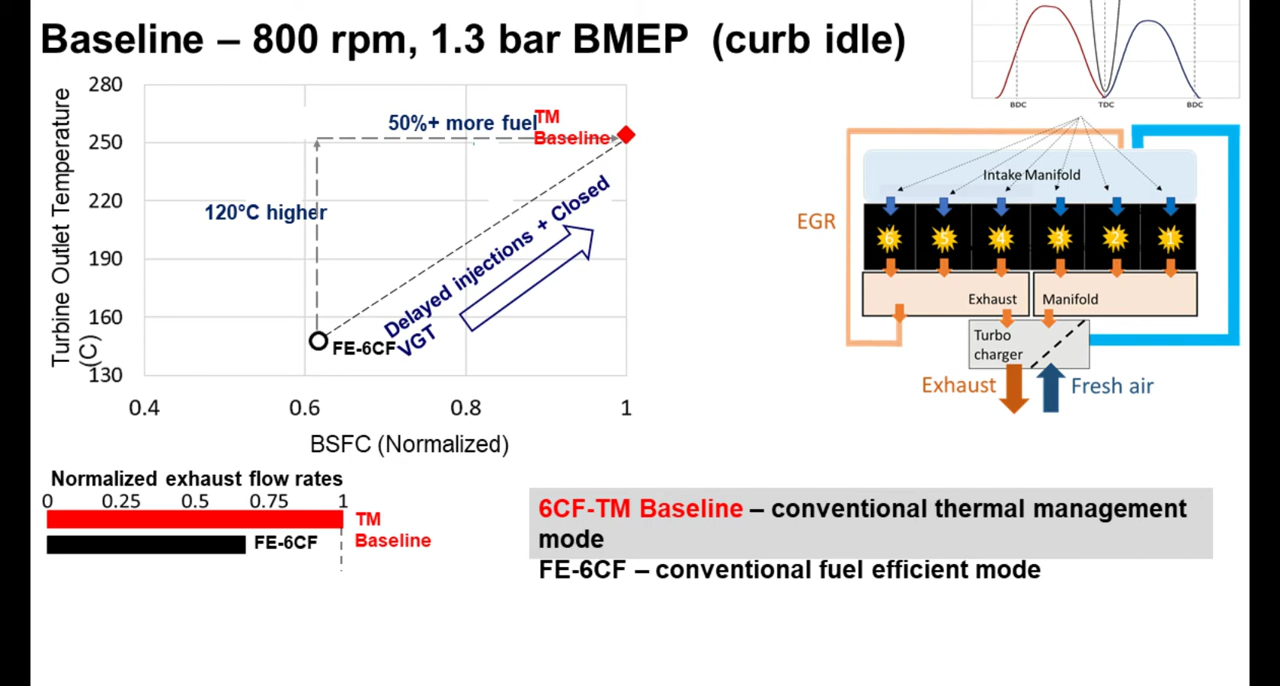 Baseline – 800 rpm, 1.3 bar BMEP (curb idle)
BDC
TDC
BDC
280
250
220
190
160
130
Turbine Outlet Temperature
(C)
50%+ more fuel
TM
Baseline
120°C higher
Delayed injections + Closed
VGT
FE-6CF
0.4
0.6
0.8
1
BSFC (Normalized)
EGR
Intake Manifold
6
5
4
3
2
1
Exhaust
Manifold
Turbo
charger
Exhaust
Fresh air
Normalized exhaust flow rates
0
0.25
0.5
0.75
1
TM
Baseline
FE-6CF
6CF-TM Baseline – conventional thermal management
mode
FE-6CF – conventional fuel efficient mode